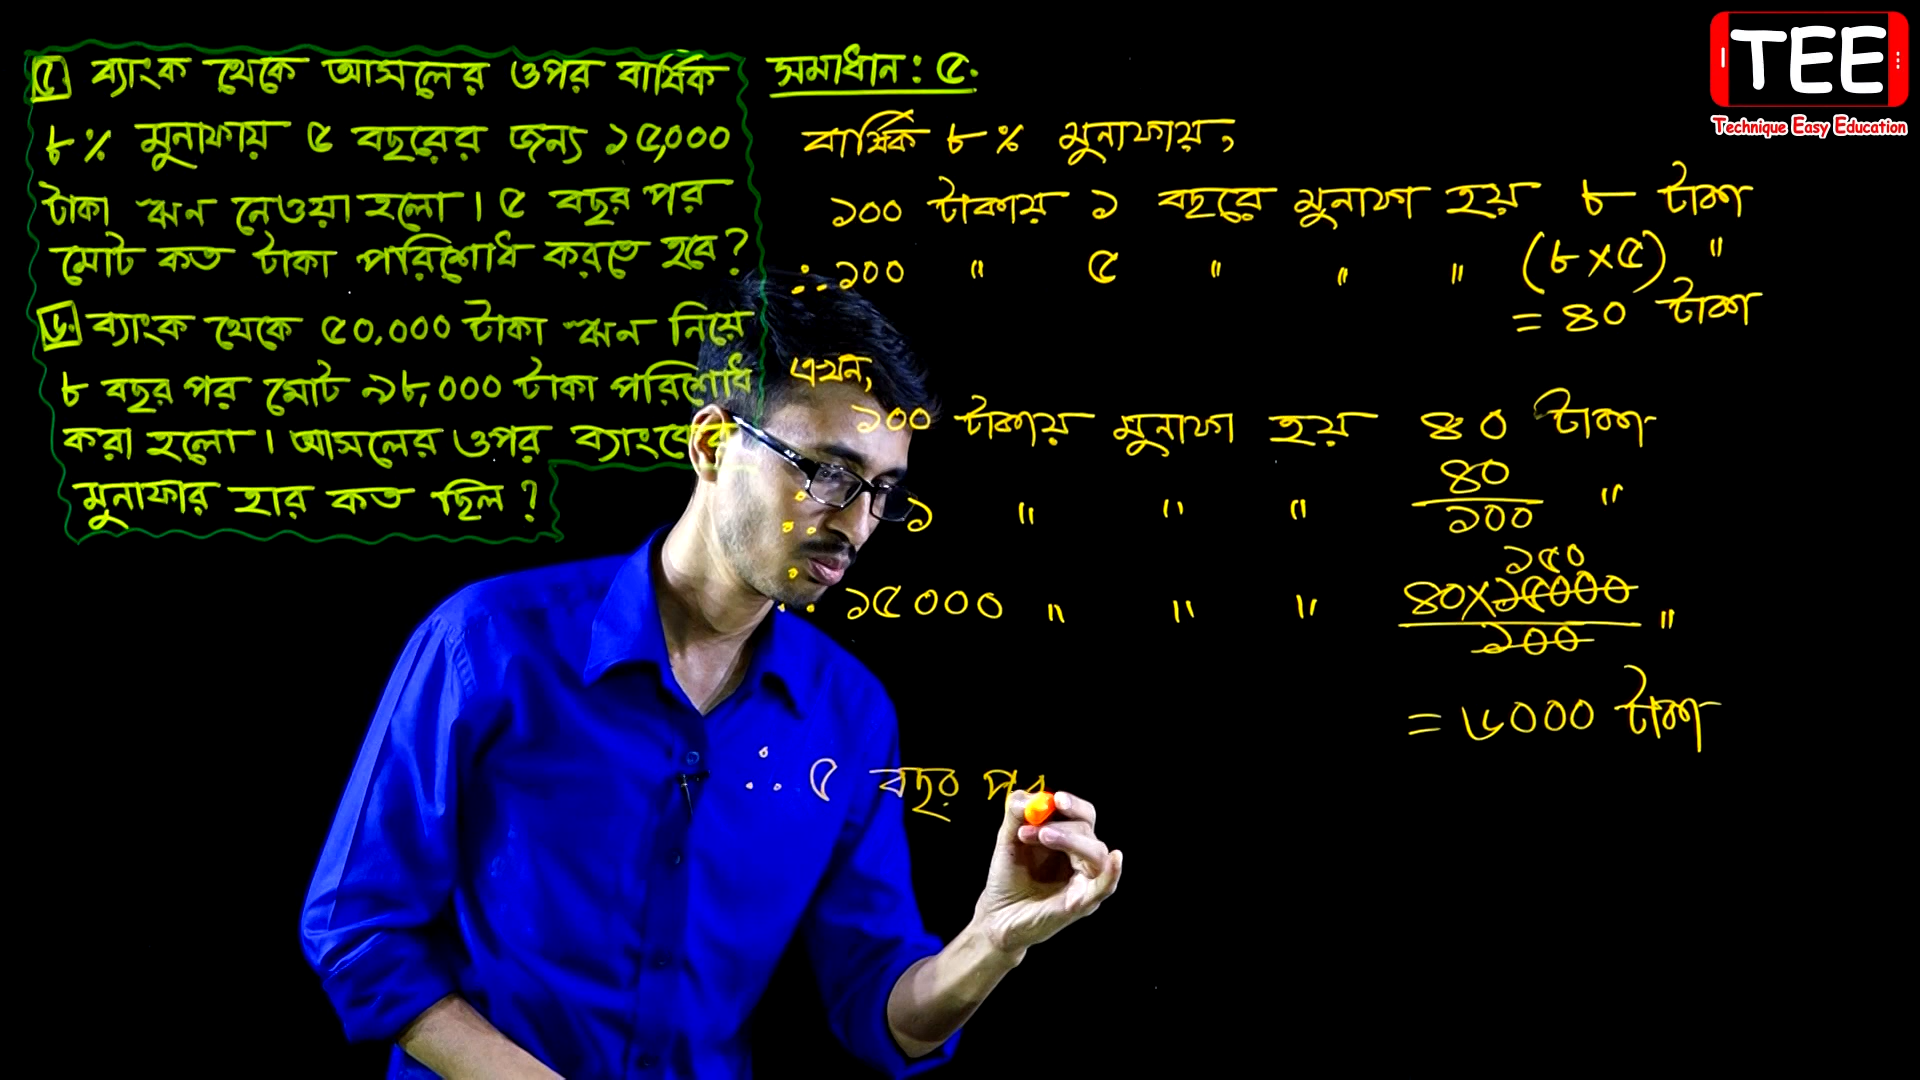 ৫. ব্যাংক থেকে আসলের ওপর বার্ষিক
৮% মুনাফায় ৫ বছরের জন্য ১৫,০০০
টাকা ঋন নেওয়া হলো। ৫ বছর পর
মোট কত টাকা পরিশোধ করতে হবে?
৬. ব্যাংক থেকে ৫০,০০০ টাকা ঋন নিয়ে
৮ বছর পর মোট ৯৮,০০০ টাকা পরিশোধ
করা হলো। আসলের ওপর ব্যাংকের
মুনাফার হার কত ছিল?
সমাধান: ৫.
বার্ষিক ৮% মুনাফায়,
১০০ টাকায় ১ বছরে মুনাফা হয় ৮ টাকা
∴ ১০০ " ৫ " " " (৮×৫) "
= ৪০ টাকা
এখন,
১০০ টাকায় মুনাফা হয় ৪০ টাকা
∴ ১ " " " ৪০/১০০ "
১৫০
∴ ১৫০০০ " " " ৪০×১৫০০০/১০০ "
= ৬০০০ টাকা
∴ ৫ বছর পর
TEE
Technique Easy Education